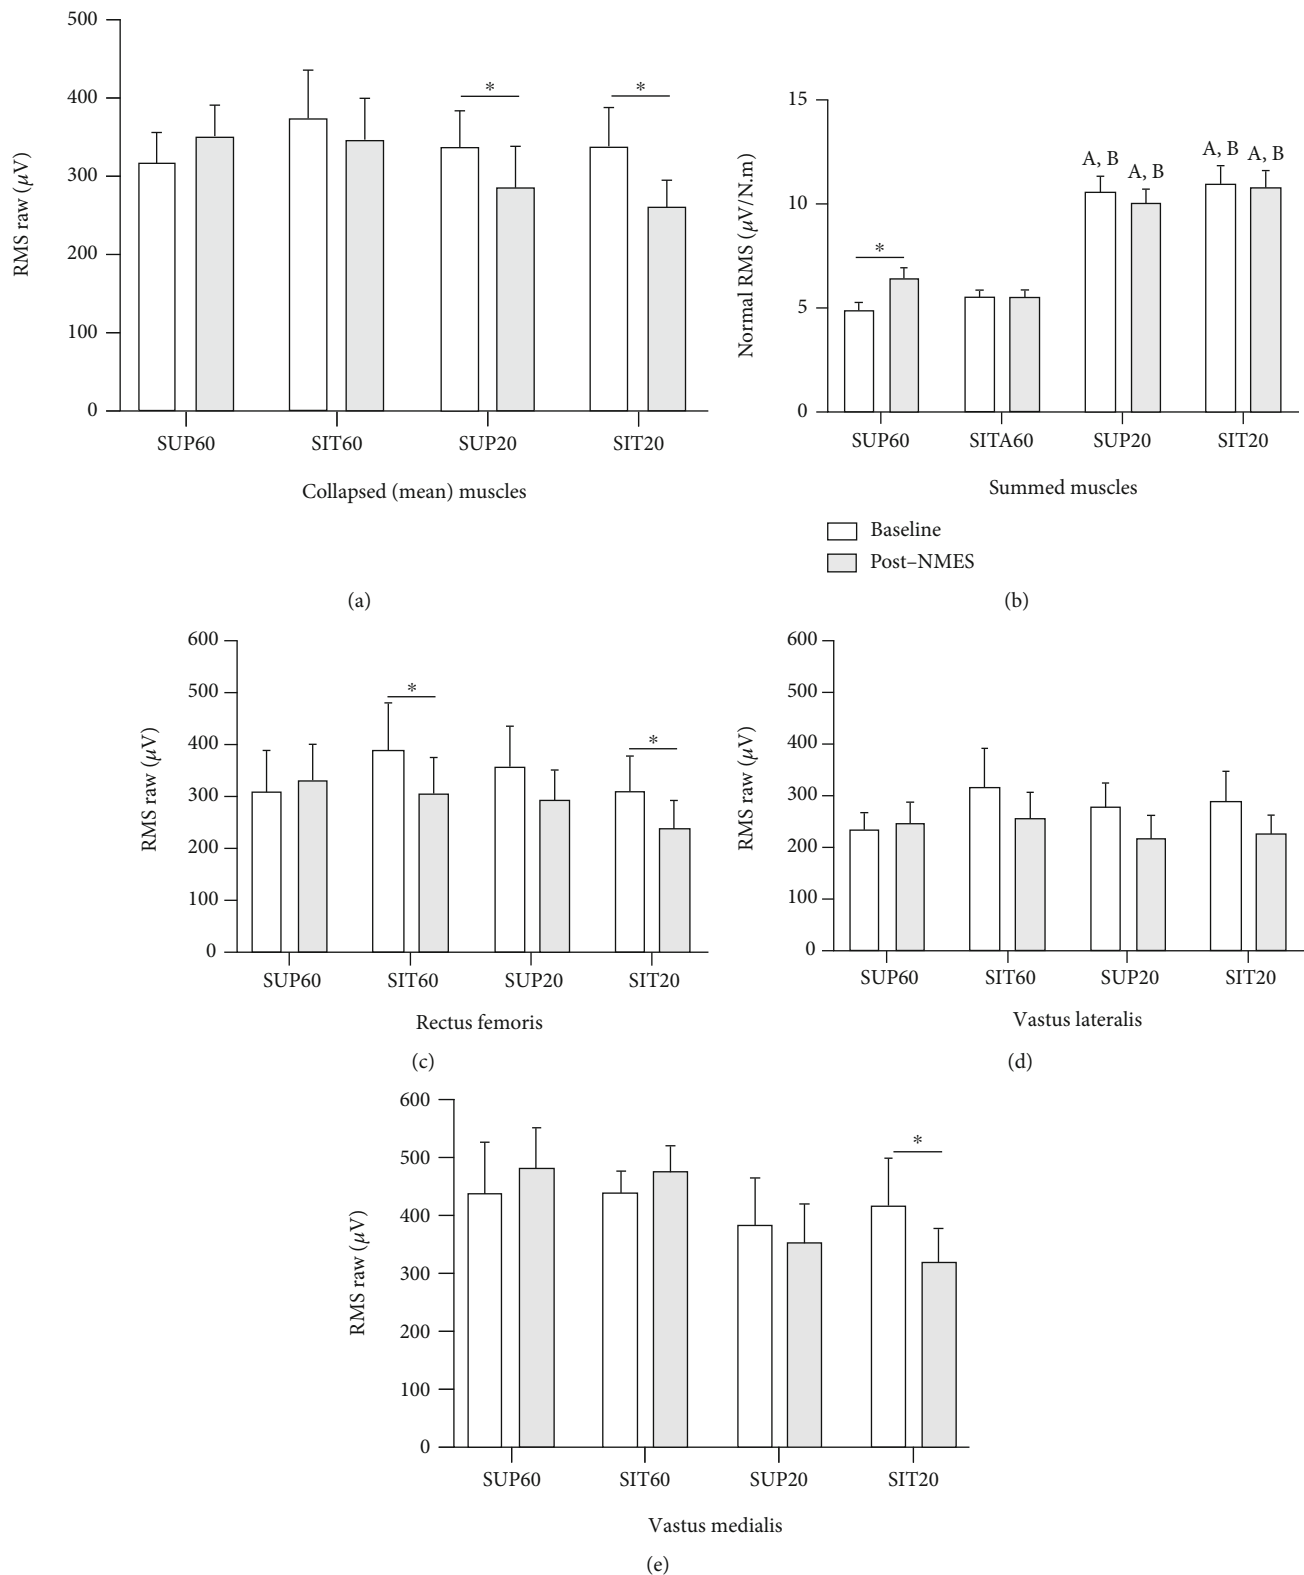 500
400
300
200
100
0
RMS raw (μV)
*
*
SUP60 SIT60 SUP20 SIT20
Collapsed (mean) muscles
(a)
15
10
5
0
Normal RMS (μV/N.m)
*
A, B A, B A, B A, B
SUP60 SITA60 SUP20 SIT20
Summed muscles
Baseline
Post–NMES
(b)
600
500
400
300
200
100
0
RMS raw (μV)
*
*
SUP60 SIT60 SUP20 SIT20
Rectus femoris
(c)
600
500
400
300
200
100
0
RMS raw (μV)
SUP60 SIT60 SUP20 SIT20
Vastus lateralis
(d)
600
500
400
300
200
100
0
RMS raw (μV)
*
SUP60 SIT60 SUP20 SIT20
Vastus medialis
(e)